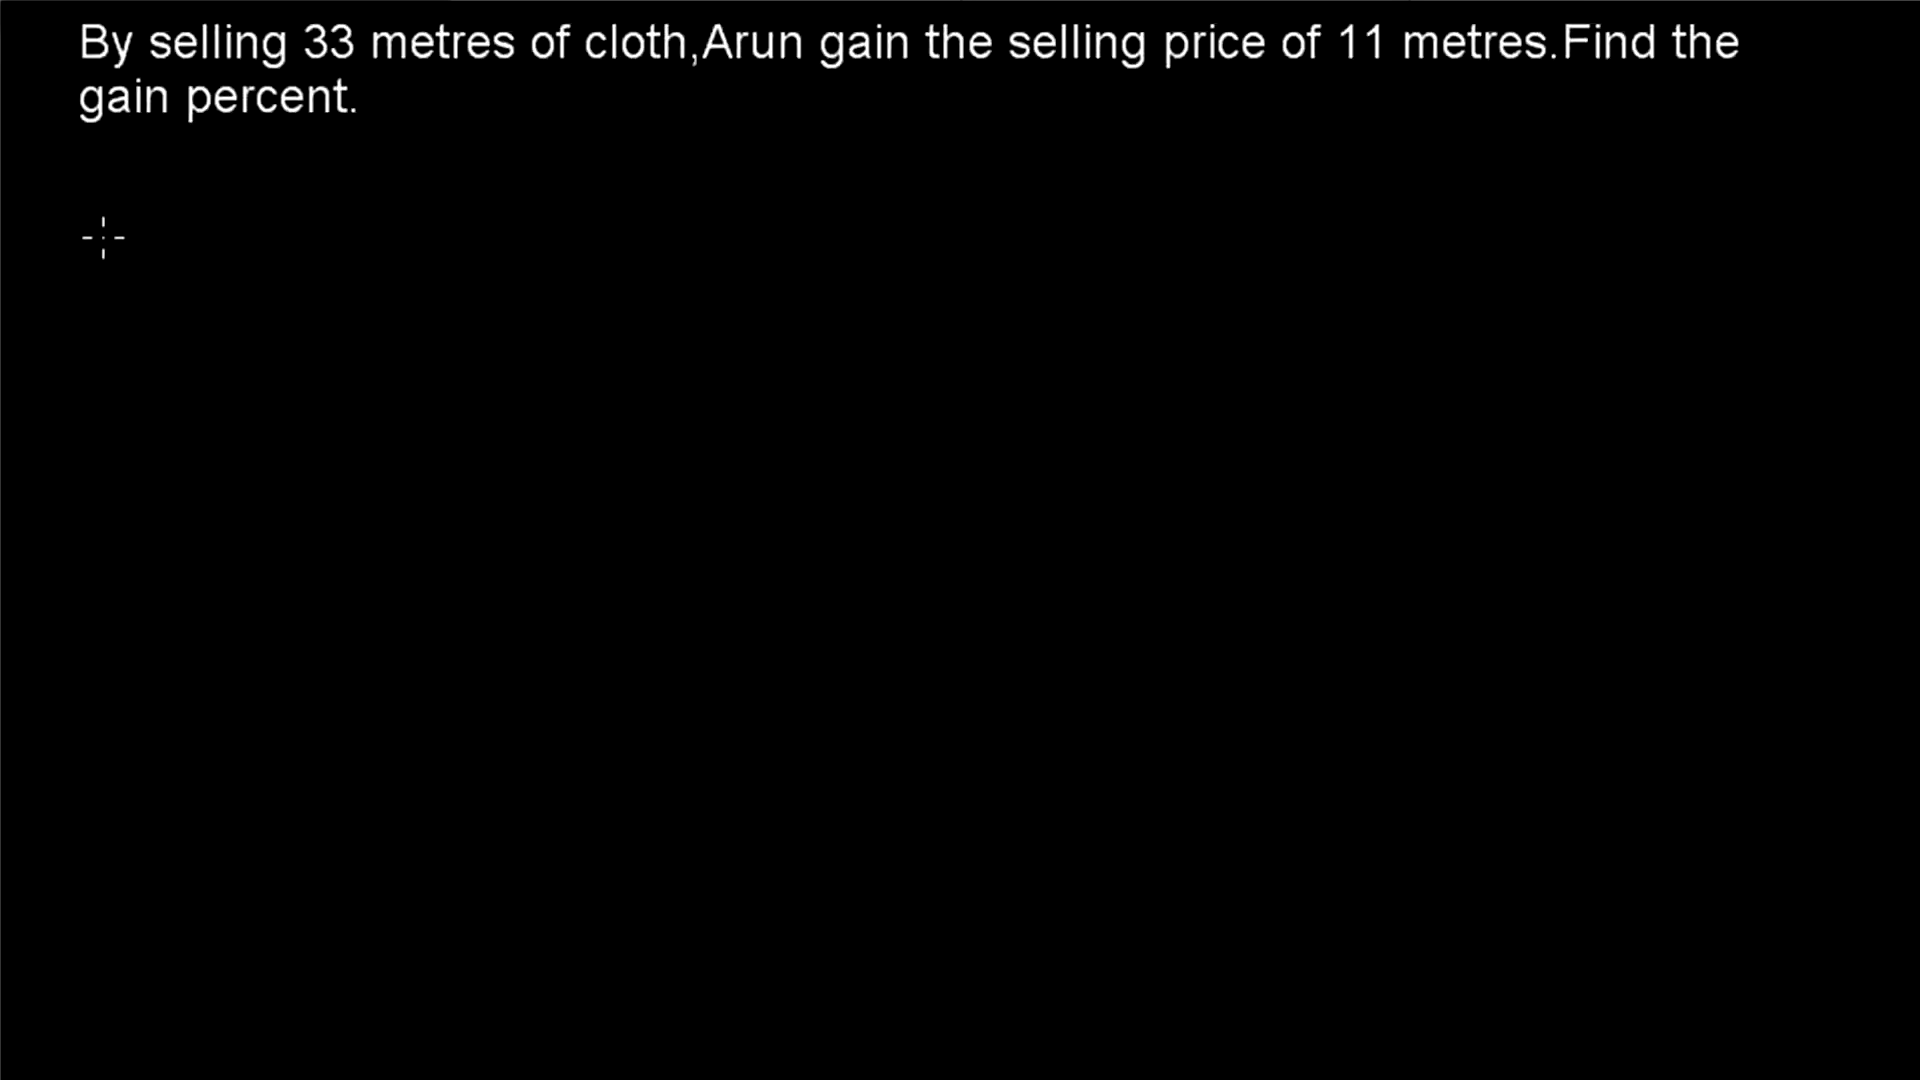 By selling 33 metres of cloth,Arun gain the selling price of 11 metres.Find the
gain percent.